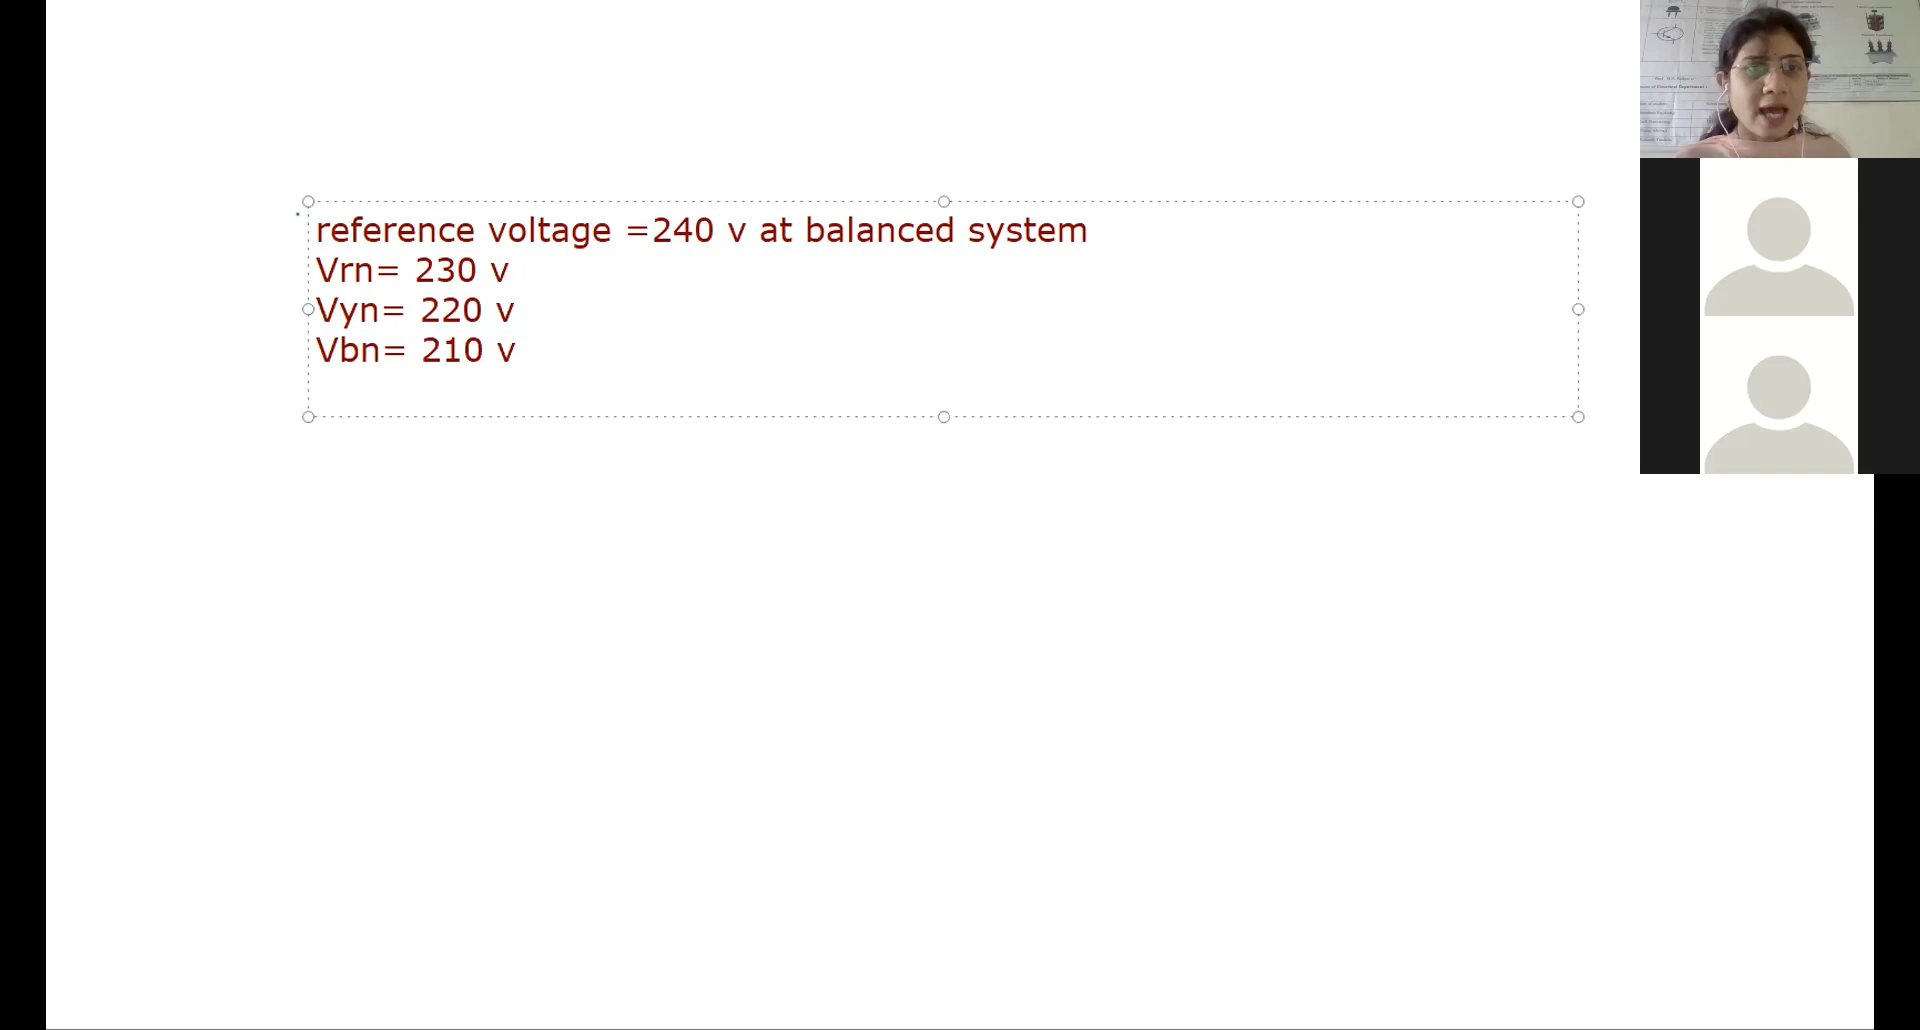 reference voltage =240 v at balanced system
Vrn= 230 v
Vyn= 220 v
Vbn= 210 v